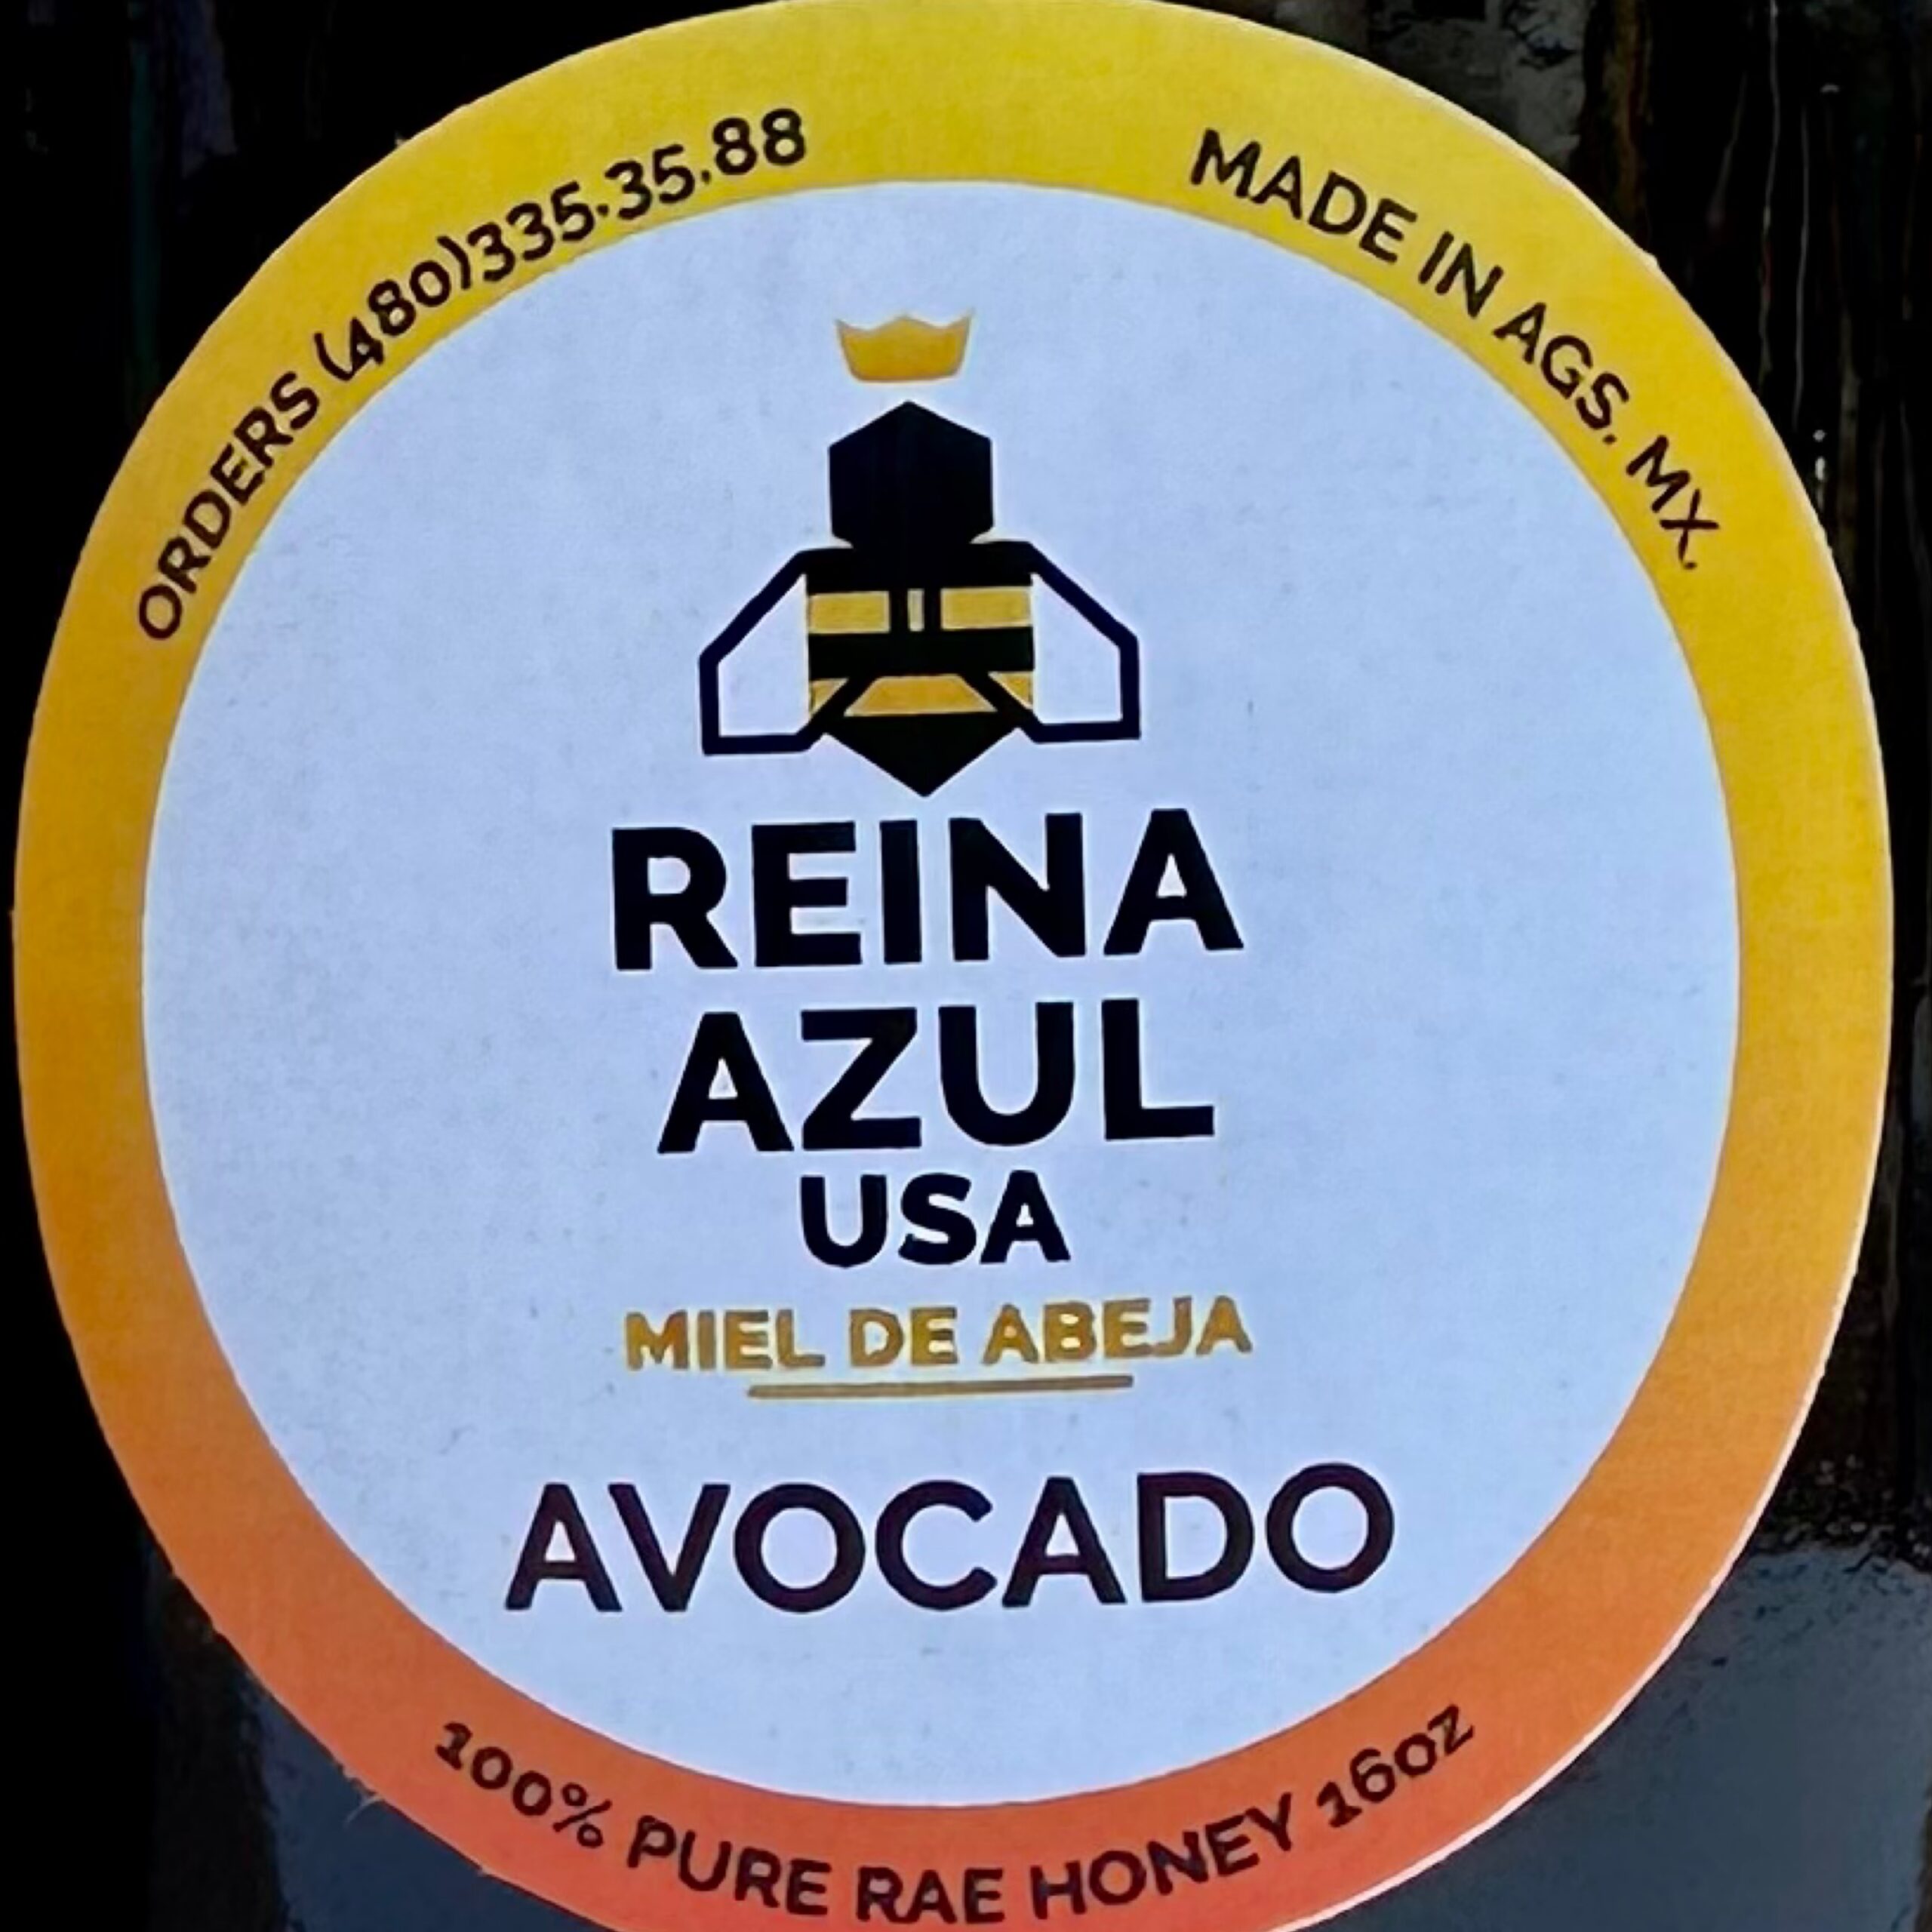 ORDERS (480)335.35.88
MADE IN AGS. MX.
REINA
AZUL
USA
MIEL DE ABEJA
AVOCADO
100% PURE RAE HONEY 16OZ